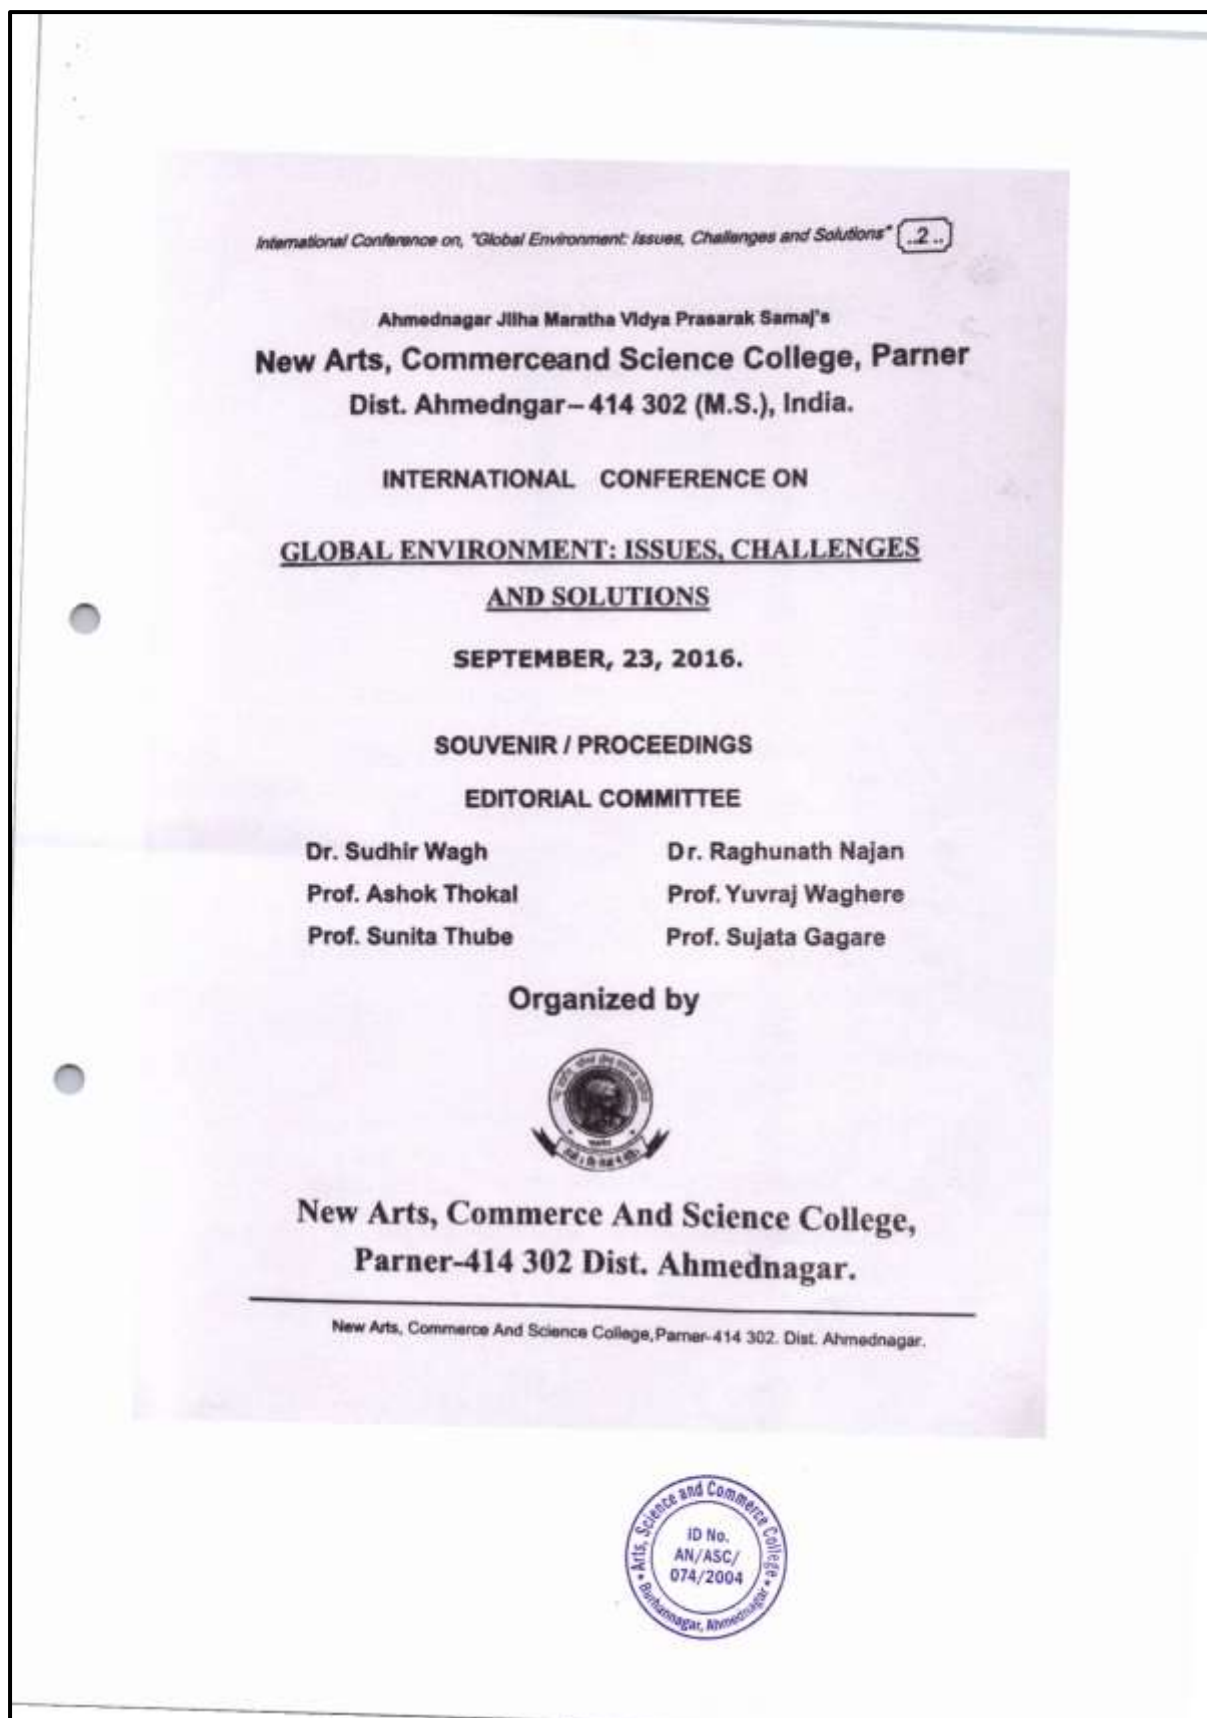 International Conference on, "Global Environment: Issues, Challenges and Solutions" ..2..
Ahmednagar Jilha Maratha Vidya Prasarak Samaj's
New Arts, Commerceand Science College, Parner
Dist. Ahmedngar– 414 302 (M.S.), India.
INTERNATIONAL CONFERENCE ON
GLOBAL ENVIRONMENT: ISSUES, CHALLENGES
AND SOLUTIONS
SEPTEMBER, 23, 2016.
SOUVENIR / PROCEEDINGS
EDITORIAL COMMITTEE
Dr. Sudhir Wagh Dr. Raghunath Najan
Prof. Ashok Thokal Prof. Yuvraj Waghere
Prof. Sunita Thube Prof. Sujata Gagare
Organized by
New Arts, Commerce And Science College,
Parner-414 302 Dist. Ahmednagar.
New Arts, Commerce And Science College, Parner-414 302. Dist. Ahmednagar.
Arts, Science and Commerce College
ID No.
AN/ASC/
074/2004
Burhannagar, Ahmednagar